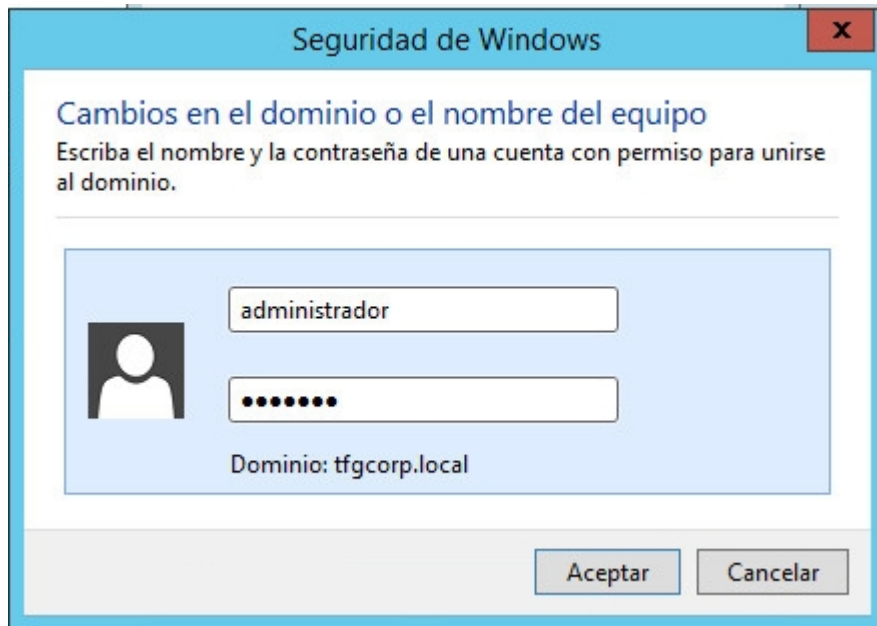 Seguridad de Windows
x
Cambios en el dominio o el nombre del equipo
Escriba el nombre y la contraseña de una cuenta con permiso para unirse
al dominio.
administrador
●●●●●●●
Dominio: tfgcorp.local
Aceptar
Cancelar